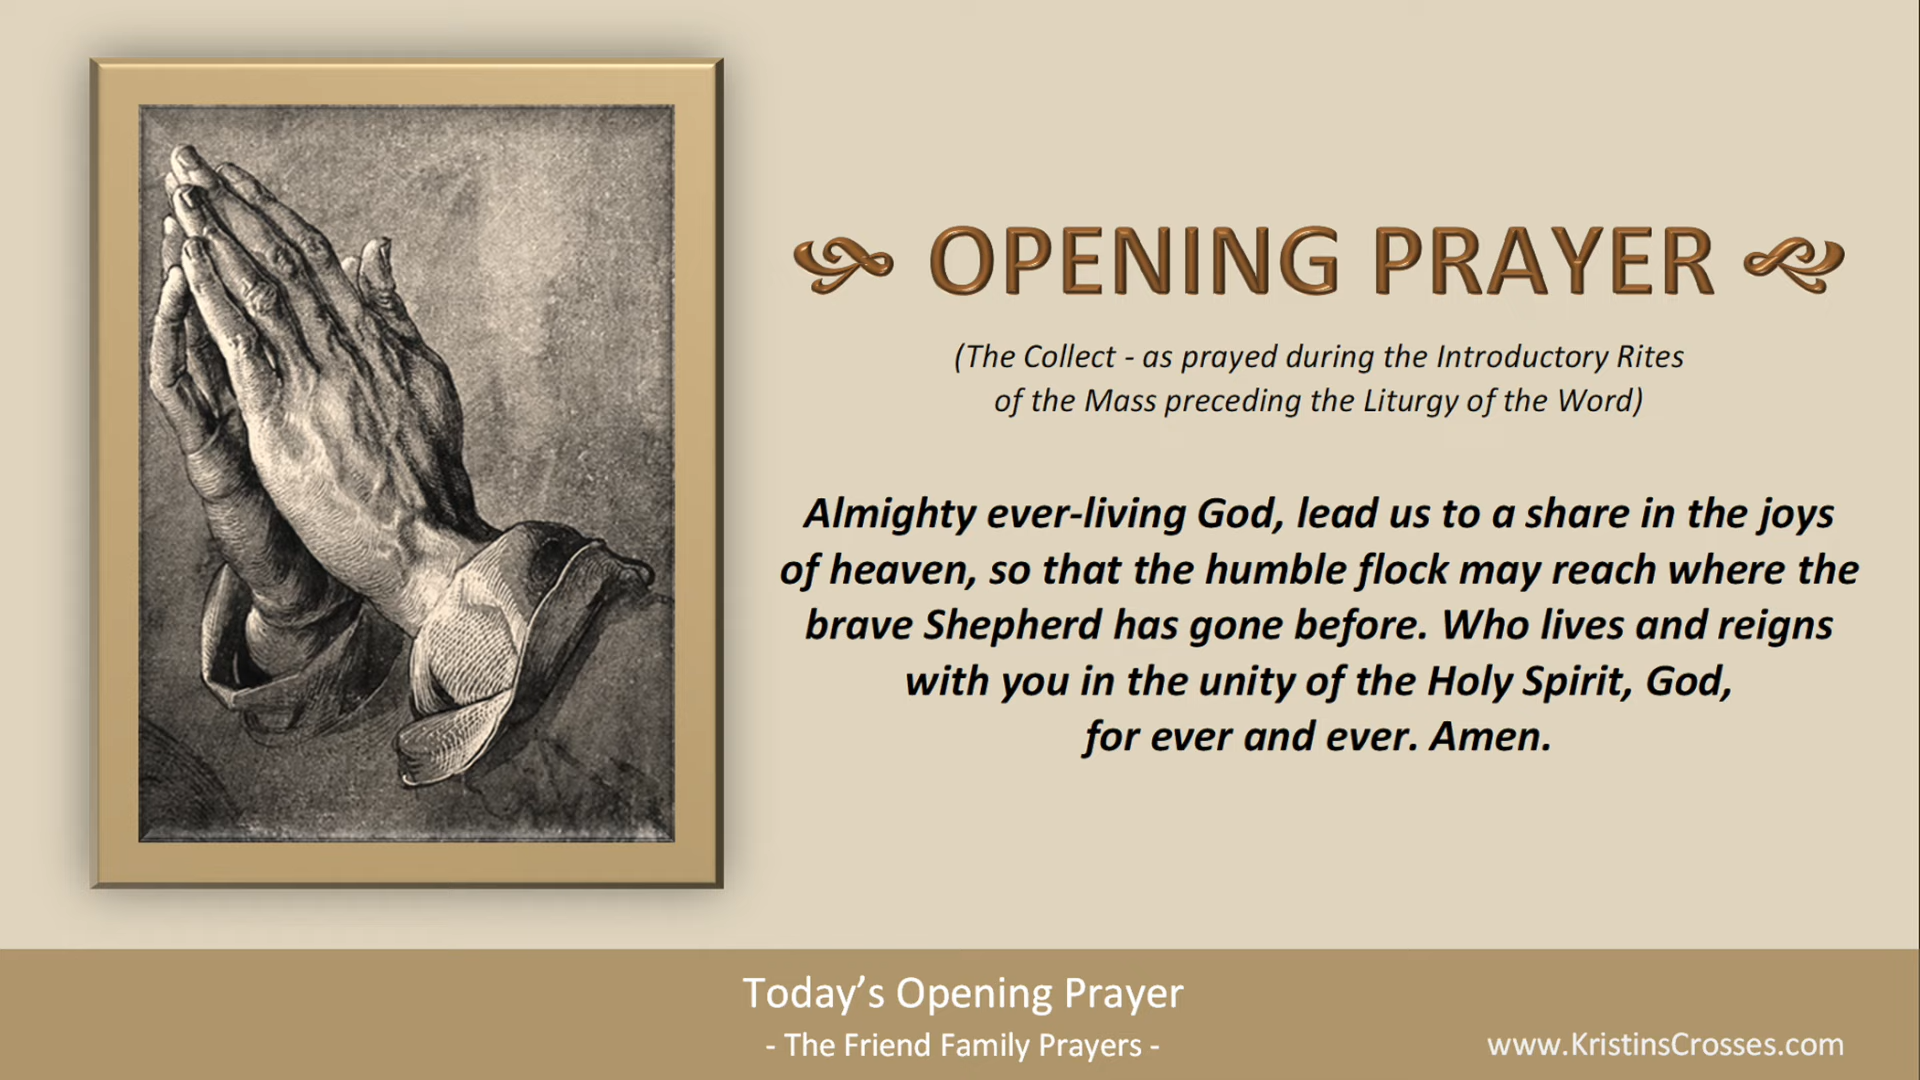 OPENING PRAYER
(The Collect - as prayed during the Introductory Rites
of the Mass preceding the Liturgy of the Word)
Almighty ever-living God, lead us to a share in the joys
of heaven, so that the humble flock may reach where the
brave Shepherd has gone before. Who lives and reigns
with you in the unity of the Holy Spirit, God,
for ever and ever. Amen.
Today’s Opening Prayer
- The Friend Family Prayers -
www.KristinsCrosses.com